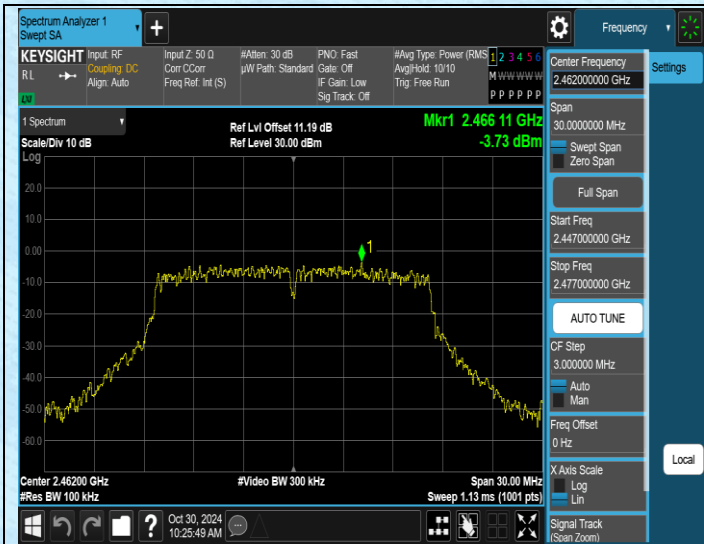 Spectrum Analyzer 1
Swept SA
+
Frequency
KEYSIGHT
RL
LXI
Input: RF
Coupling: DC
Align: Auto
Input Z: 50 Ω
Corr CCorr
Freq Ref: Int (S)
#Atten: 30 dB
µW Path: Standard
PNO: Fast
Gate: Off
IF Gain: Low
Sig Track: Off
#Avg Type: Power (RMS
Avg|Hold: 10/10
Trig: Free Run
1 2 3 4 5 6
M W W W W W
P P P P P P
1 Spectrum
Scale/Div 10 dB
Log
Ref Lvl Offset 11.19 dB
Ref Level 30.00 dBm
Mkr1 2.466 11 GHz
-3.73 dBm
20.0
10.0
0.00
-10.0
-20.0
-30.0
-40.0
-50.0
-60.0
1
Center 2.46200 GHz
#Res BW 100 kHz
#Video BW 300 kHz
Span 30.00 MHz
Sweep 1.13 ms (1001 pts)
?
Oct 30, 2024
10:25:49 AM
Center Frequency
2.462000000 GHz
Settings
Span
30.0000000 MHz
Swept Span
Zero Span
Full Span
Start Freq
2.447000000 GHz
Stop Freq
2.477000000 GHz
AUTO TUNE
CF Step
3.000000 MHz
Auto
Man
Freq Offset
0 Hz
X Axis Scale
Log
Lin
Signal Track
(Span Zoom)
Local